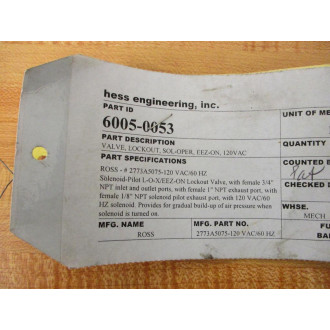 hess engineering, inc.
PART ID
UNIT OF ME
6005-0053
PART DESCRIPTION
VALVE, LOCKOUT, SOL-OPER, EEZ-ON, 120VAC
PART SPECIFICATIONS
COUNTED B
ROSS - # 2773A5075-120 VAC/60 HZ
Solenoid-Pilot L-O-X/EEZ-ON Lockout Valve, with female 3/4"
NPT inlet and outlet ports, with female 1" NPT exhaust port, with
female 1/8" NPT solenoid pilot exhaust port, with 120 VAC/60
HZ solenoid. Provides for gradual build-up of air pressure when
solenoid is turned on.
CHECKED
WHSE.
MECH
MFG. NAME
MFG. PART NO.
FU
ROSS
2773A5075-120 VAC/60 HZ
BA